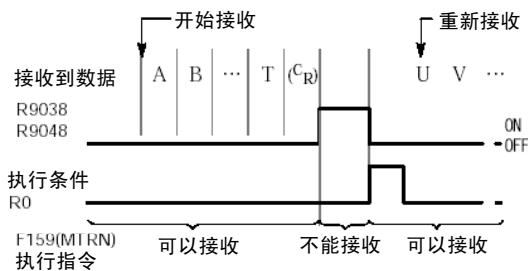 开始接收 重新接收
接收到数据 A B ··· T (CR) U V ···
R9038
R9048
ON
OFF
执行条件
R0
F159(MTRN)
执行指令
可以接收 不能接收 可以接收